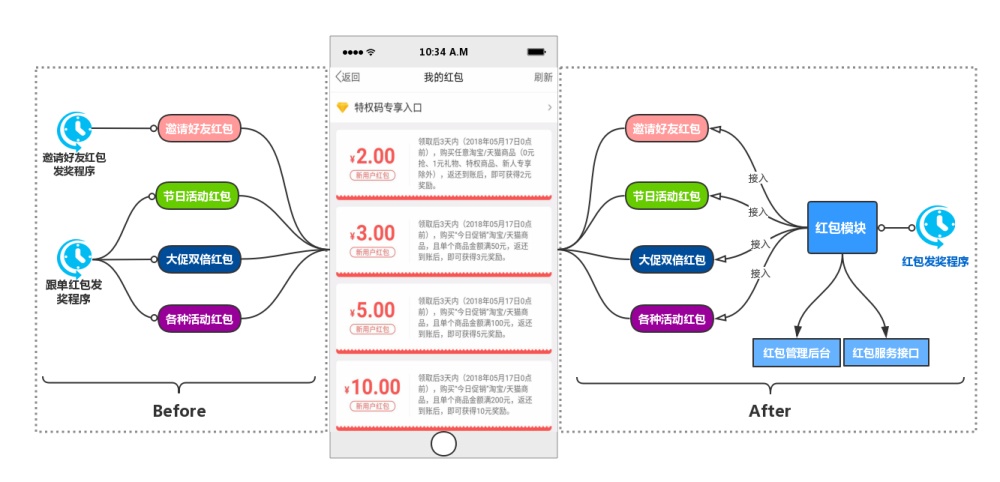 邀请好友红包
发奖程序
跟单红包发
奖程序
邀请好友红包
节日活动红包
大促双倍红包
各种活动红包
Before
10:34 A.M
返回
我的红包
刷新
特权码专享入口
¥2.00
新用户红包
领取后3天内（2018年05月17日0点
前），购买任意淘宝/天猫商品（0元
抢、1元礼物、特权商品、新人专享
除外），返还到账后，即可获得2元
奖励。
¥3.00
新用户红包
领取后3天内（2018年05月17日0点
前），购买“今日促销”淘宝/天猫商
品，且单个商品金额满50元，返还
到账后，即可获得3元奖励。
¥5.00
新用户红包
领取后3天内（2018年05月17日0点
前），购买“今日促销”淘宝/天猫商
品，且单个商品金额满100元，返还
到账后，即可获得5元奖励。
¥10.00
新用户红包
领取后3天内（2018年05月17日0点
前），购买“今日促销”淘宝/天猫商
品，且单个商品金额满200元，返还
到账后，即可获得10元奖励。
邀请好友红包
节日活动红包
大促双倍红包
各种活动红包
接入
接入
接入
接入
红包模块
红包发奖程序
红包管理后台
红包服务接口
After